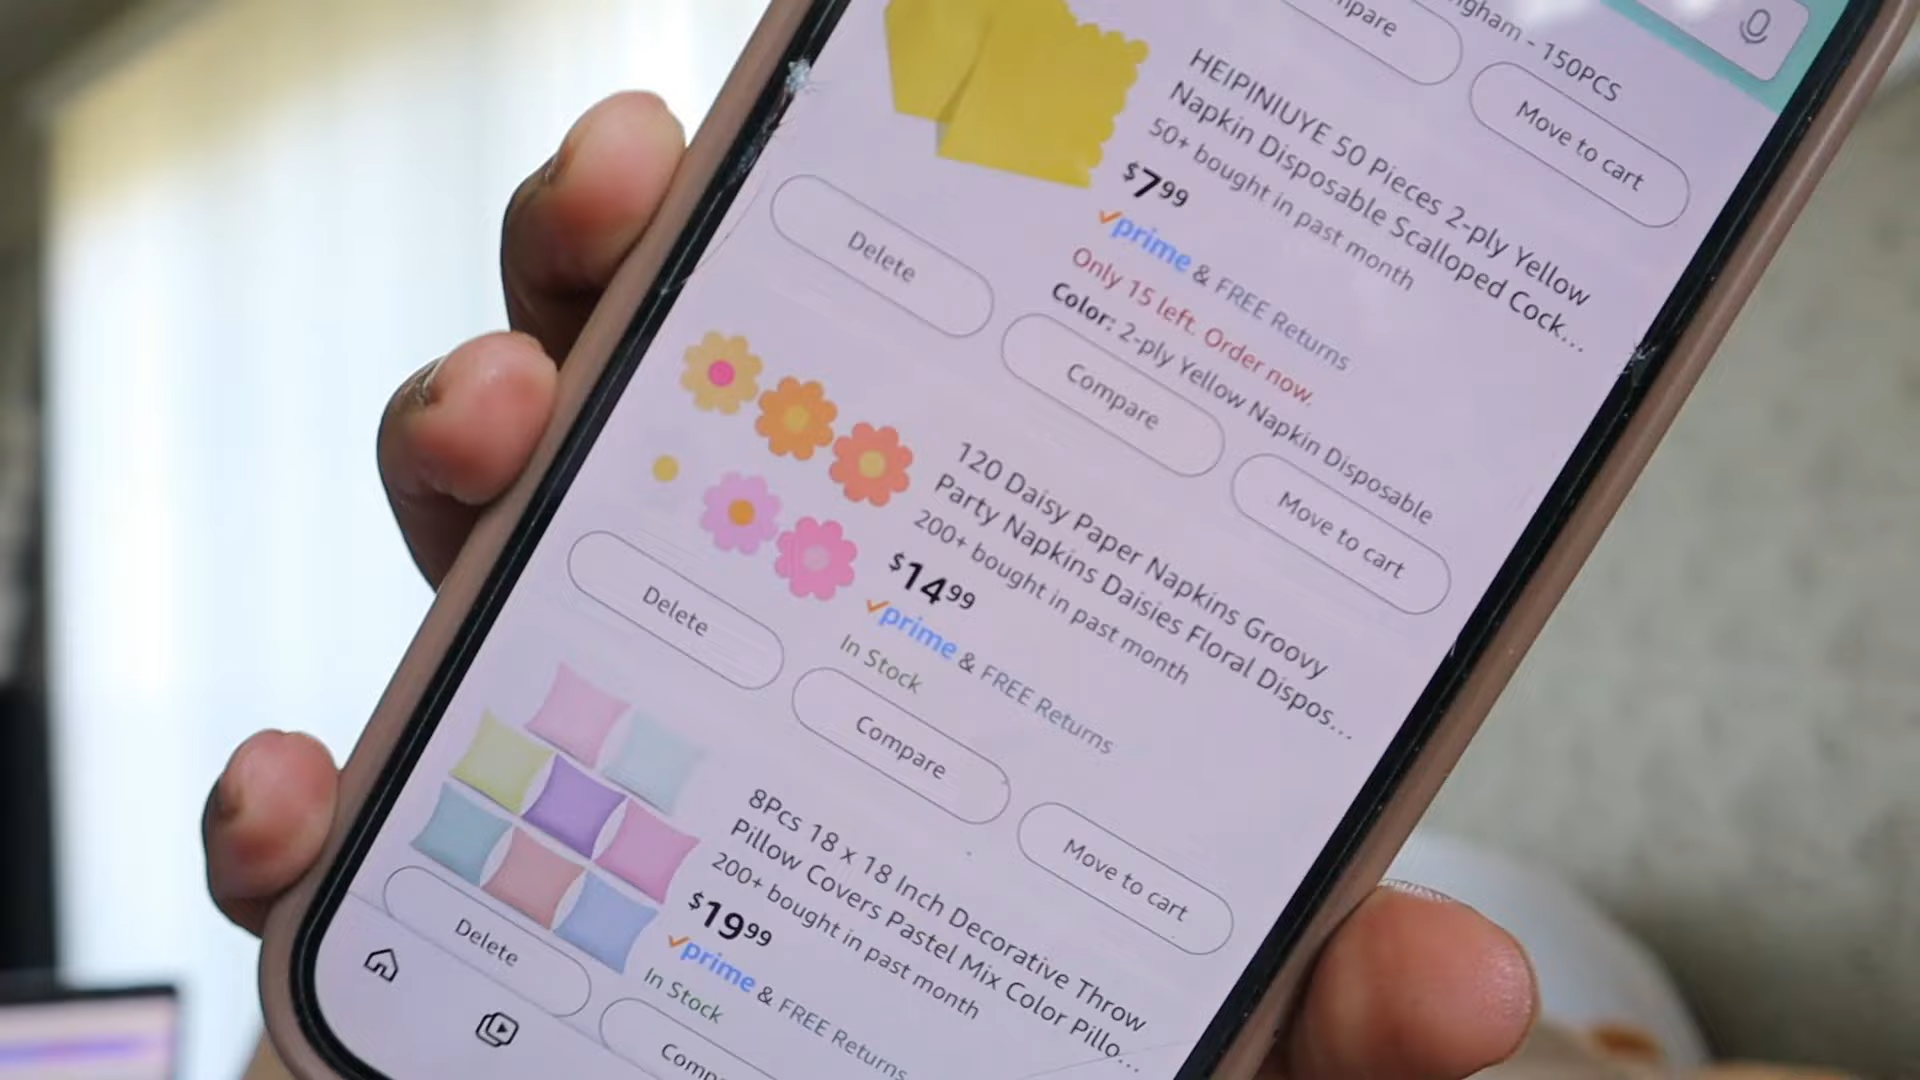 ngham - 150PCS
mpare
Move to cart
HEIPINIUYE 50 Pieces 2-ply Yellow
Napkin Disposable Scalloped Cock...
50+ bought in past month
$7 99
prime & FREE Returns
Only 15 left. Order now.
Color: 2-ply Yellow Napkin Disposable
Delete
Compare
Move to cart
120 Daisy Paper Napkins Groovy
Party Napkins Daisies Floral Dispos...
200+ bought in past month
$14 99
prime & FREE Returns
In Stock
Delete
Compare
Move to cart
8Pcs 18 x 18 Inch Decorative Throw
Pillow Covers Pastel Mix Color Pillo...
200+ bought in past month
$19 99
prime & FREE Returns
In Stock
Delete
Comp